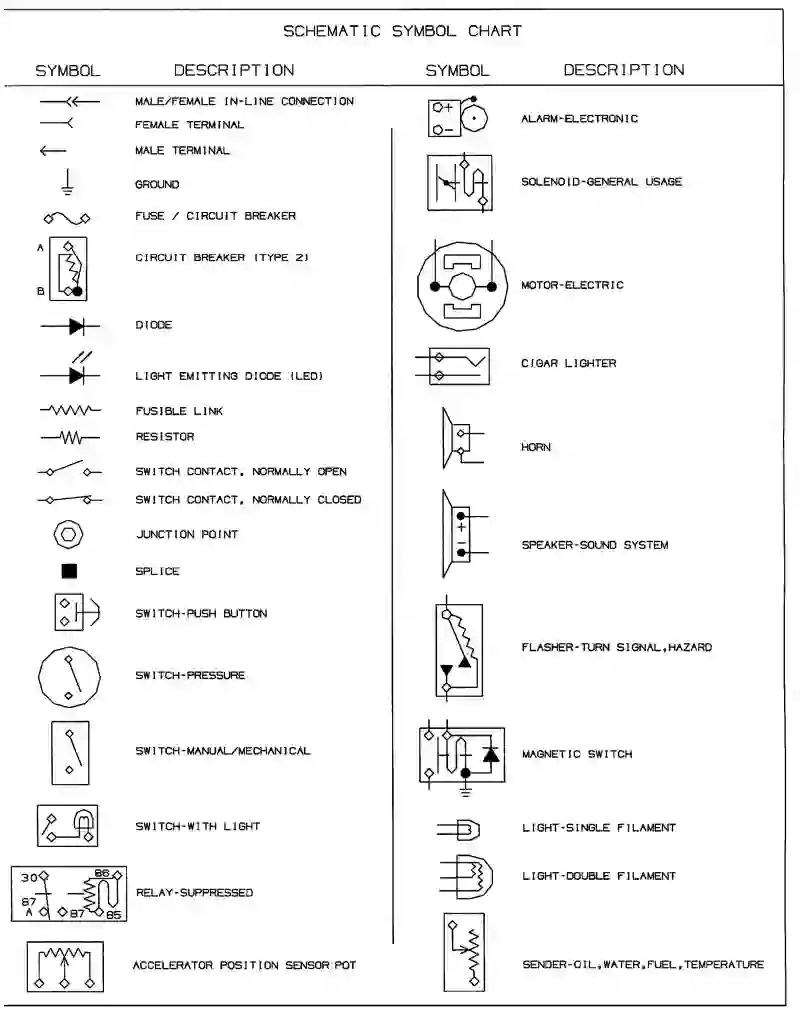 SCHEMATIC SYMBOL CHART
SYMBOL DESCRIPTION
MALE/FEMALE IN-LINE CONNECTION
FEMALE TERMINAL
MALE TERMINAL
GROUND
FUSE / CIRCUIT BREAKER
A
CIRCUIT BREAKER (TYPE 2)
B
DIODE
LIGHT EMITTING DIODE (LED)
FUSIBLE LINK
RESISTOR
SWITCH CONTACT, NORMALLY OPEN
SWITCH CONTACT, NORMALLY CLOSED
JUNCTION POINT
SPLICE
SWITCH-PUSH BUTTON
SWITCH-PRESSURE
SWITCH-MANUAL/MECHANICAL
SWITCH-WITH LIGHT
30 86
RELAY-SUPPRESSED
87
A 87 85
ACCELERATOR POSITION SENSOR POT
SYMBOL DESCRIPTION
+
ALARM-ELECTRONIC
-
SOLENOID-GENERAL USAGE
MOTOR-ELECTRIC
CIGAR LIGHTER
HORN
+
SPEAKER-SOUND SYSTEM
-
FLASHER-TURN SIGNAL,HAZARD
MAGNETIC SWITCH
LIGHT-SINGLE FILAMENT
LIGHT-DOUBLE FILAMENT
SENDER-OIL,WATER,FUEL,TEMPERATURE